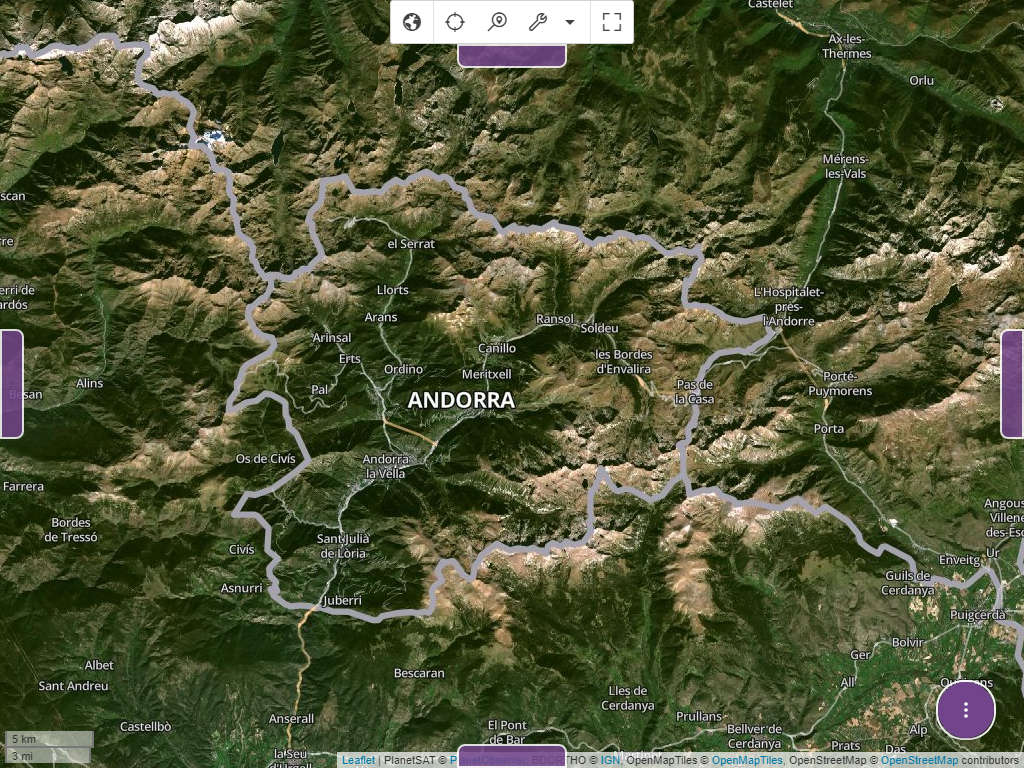 Castelet
Ax-les-
Thermes
Orlu
Mérens-
les-Vals
scan
rre
el Serrat
erri de
ardós
Llorts
L'Hospitalet-
près-
l'Andorre
Arans
Ransol
Soldeu
Arinsal
Canillo
Erts
les Bordes
d'Envalira
Ordino
Meritxell
Porté-
Puymorens
Alins
Pal
Pas de
la Casa
ANDORRA
Porta
Os de Civís
Andorra
la Vella
Farrera
Bordes
de Tressó
Angous
Villene
des-Es
Sant Julià
de Lòria
Civís
Ur
Enveitg
Guils de
Cerdanya
Asnurri
Juberri
Puigcerdà
Bolvir
Ger
Albet
Bescaran
Sant Andreu
All
Lles de
Cerdanya
Anserall
Prullans
Castellbò
El Pont
de Bar
Bellver de
Cerdanya
Alp
Prats
Das
la Seu
5 km
3 mi
Leaflet | PlanetSAT © PlanetObserver, BDORTHO © IGN, OpenMapTiles © OpenMapTiles, OpenStreetMap © OpenStreetMap contributors